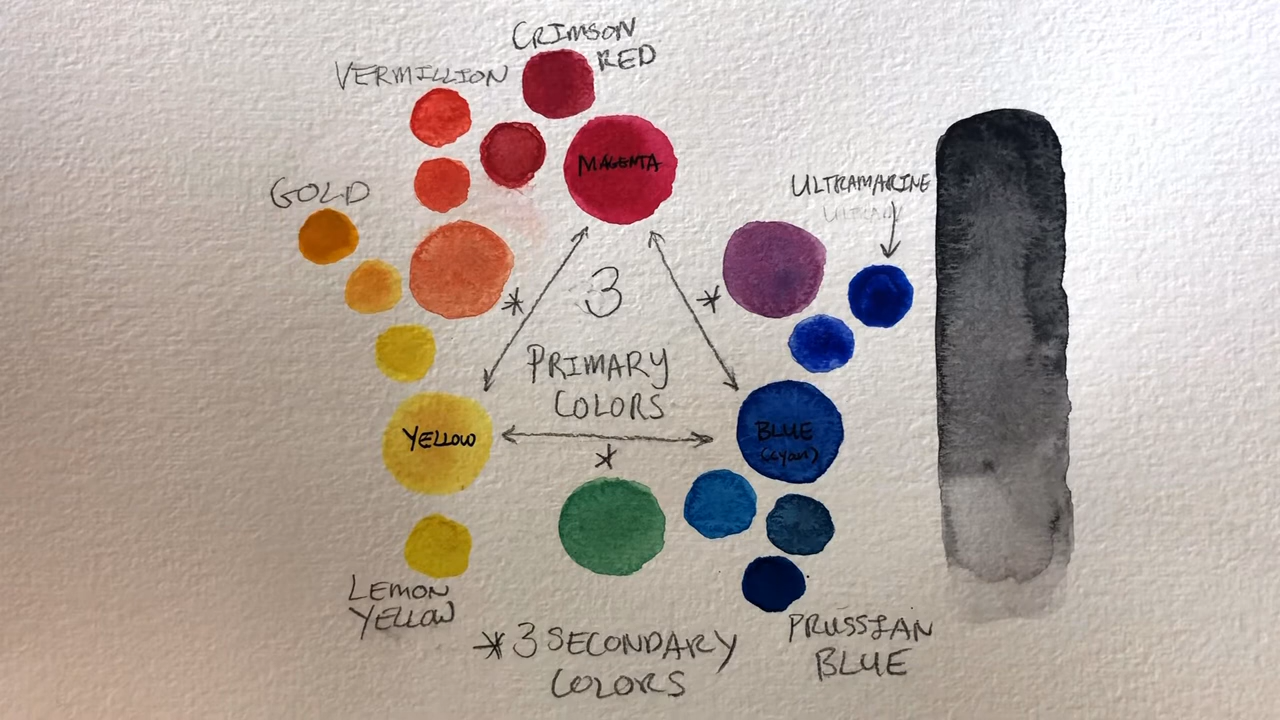 CRIMSON
RED
VERMILLION
MAGENTA
GOLD
ULTRAMARINE
*
3
*
PRIMARY
COLORS
YELLOW
BLUE
(cyan)
*
LEMON
YELLOW
* 3 SECONDARY
COLORS
PRUSSIAN
BLUE